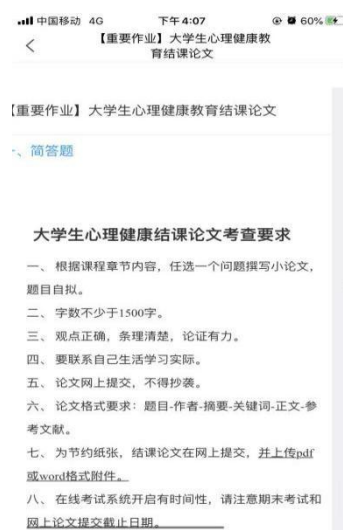 中国移动 4G 下午4:07 60%
【重要作业】大学生心理健康教
育结课论文
【重要作业】大学生心理健康教育结课论文
一、简答题
大学生心理健康结课论文考查要求
一、 根据课程章节内容，任选一个问题撰写小论文，
题目自拟。
二、 字数不少于1500字。
三、 观点正确，条理清楚，论证有力。
四、 要联系自己生活学习实际。
五、 论文网上提交，不得抄袭。
六、 论文格式要求：题目-作者-摘要-关键词-正文-参
考文献。
七、 为节约纸张，结课论文在网上提交，并上传pdf
或word格式附件。
八、 在线考试系统开启有时间性，请注意期末考试和
网上论文提交截止日期。